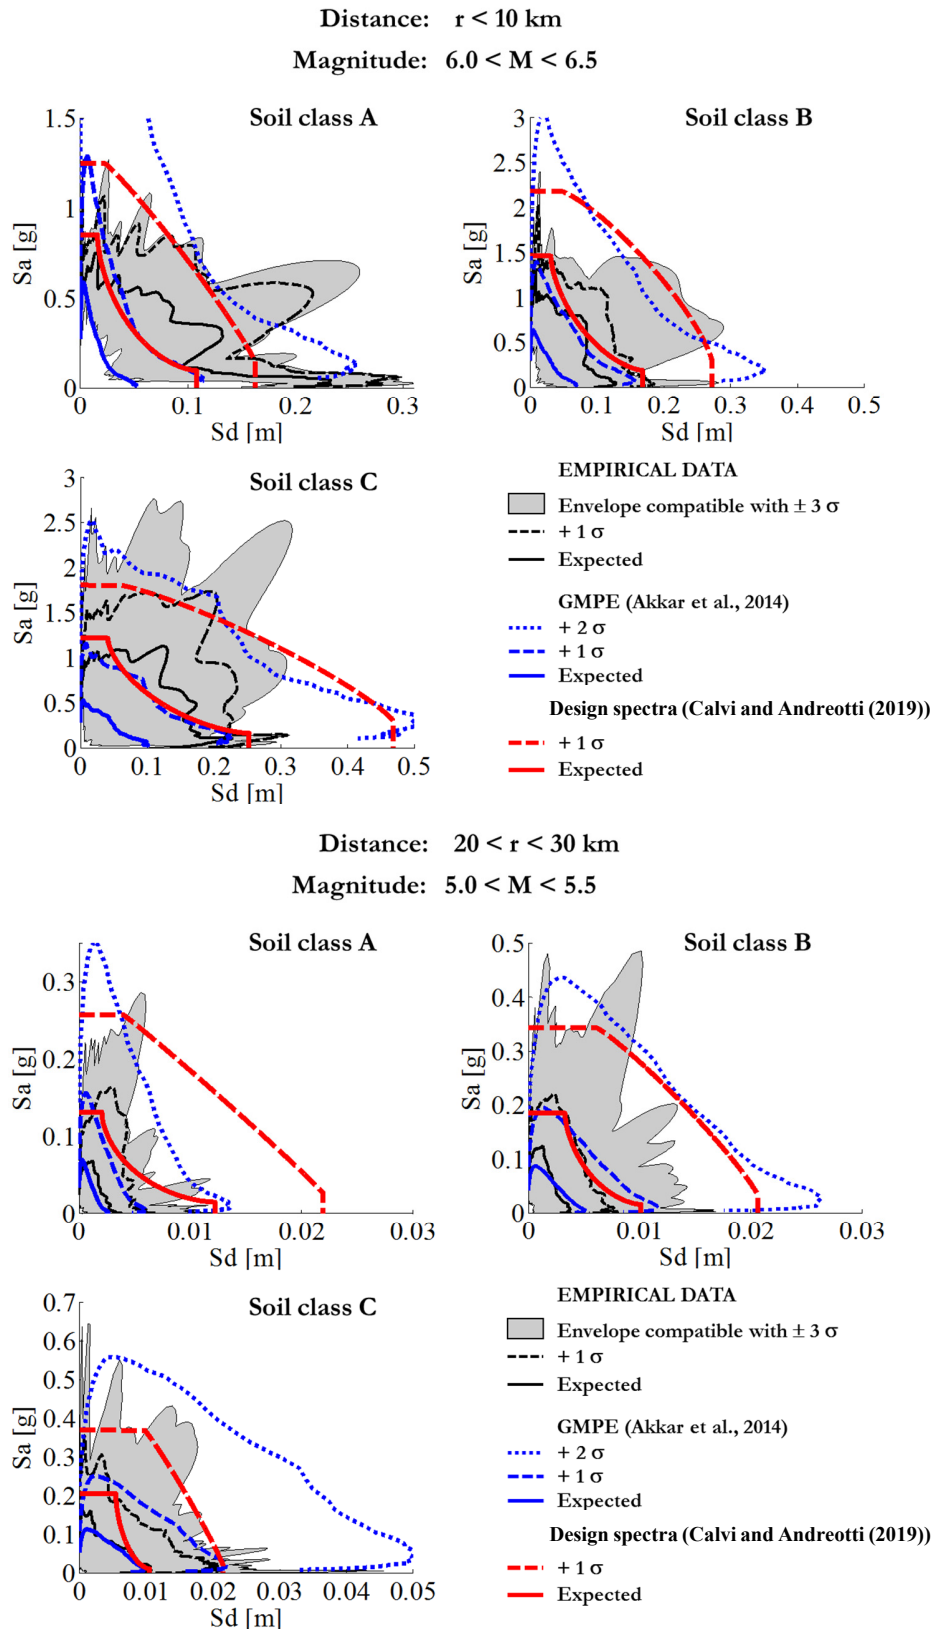 Distance: r < 10 km
Magnitude: 6.0 < M < 6.5
Soil class A
1.5
1
0.5
0
Sa [g]
0
0.1
0.2
0.3
Sd [m]
Soil class B
3
2.5
2
1.5
1
0.5
0
Sa [g]
0
0.1
0.2
0.3
0.4
0.5
Sd [m]
Soil class C
3
2.5
2
1.5
1
0.5
0
Sa [g]
0
0.1
0.2
0.3
0.4
0.5
Sd [m]
EMPIRICAL DATA
Envelope compatible with ± 3 σ
+ 1 σ
Expected
GMPE (Akkar et al., 2014)
+ 2 σ
+ 1 σ
Expected
Design spectra (Calvi and Andreotti (2019))
+ 1 σ
Expected
Distance: 20 < r < 30 km
Magnitude: 5.0 < M < 5.5
Soil class A
0.3
0.2
0.1
0
Sa [g]
0
0.01
0.02
0.03
Sd [m]
Soil class B
0.5
0.4
0.3
0.2
0.1
0
Sa [g]
0
0.01
0.02
0.03
Sd [m]
Soil class C
0.7
0.6
0.5
0.4
0.3
0.2
0.1
0
Sa [g]
0
0.01
0.02
0.02
0.04
0.05
Sd [m]
EMPIRICAL DATA
Envelope compatible with ± 3 σ
+ 1 σ
Expected
GMPE (Akkar et al., 2014)
+ 2 σ
+ 1 σ
Expected
Design spectra (Calvi and Andreotti (2019))
+ 1 σ
Expected